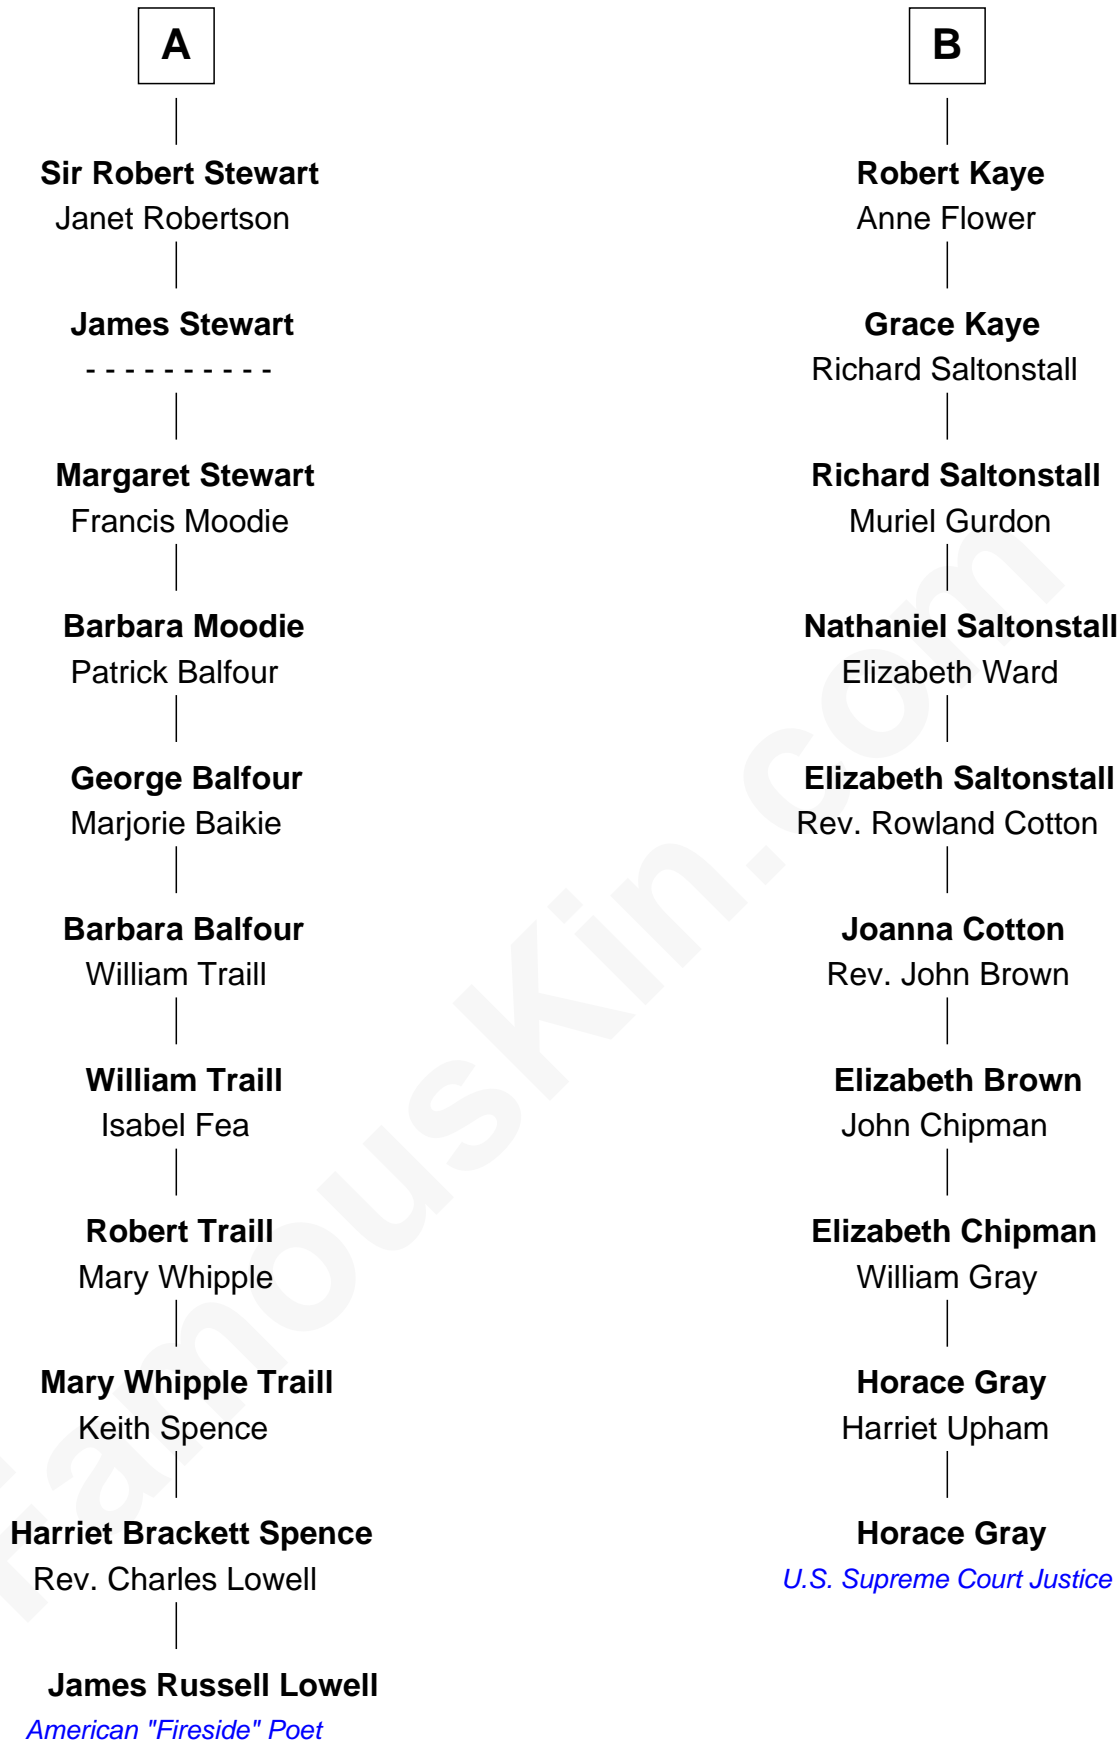 A
Sir Robert Stewart
Janet Robertson
James Stewart
- - - - - - - - - -
Margaret Stewart
Francis Moodie
Barbara Moodie
Patrick Balfour
George Balfour
Marjorie Baikie
Barbara Balfour
William Traill
William Traill
Isabel Fea
Robert Traill
Mary Whipple
Mary Whipple Traill
Keith Spence
Harriet Brackett Spence
Rev. Charles Lowell
James Russell Lowell
American "Fireside" Poet
B
Robert Kaye
Anne Flower
Grace Kaye
Richard Saltonstall
Richard Saltonstall
Muriel Gurdon
Nathaniel Saltonstall
Elizabeth Ward
Elizabeth Saltonstall
Rev. Rowland Cotton
Joanna Cotton
Rev. John Brown
Elizabeth Brown
John Chipman
Elizabeth Chipman
William Gray
Horace Gray
Harriet Upham
Horace Gray
U.S. Supreme Court Justice
famousKin.com